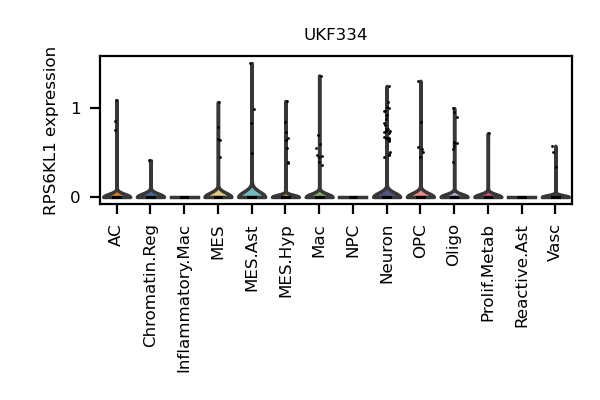 UKF334
RPS6KL1 expression
1
0
AC
Chromatin.Reg
Inflammatory.Mac
MES
MES.Ast
MES.Hyp
Mac
NPC
Neuron
OPC
Oligo
Prolif.Metab
Reactive.Ast
Vasc